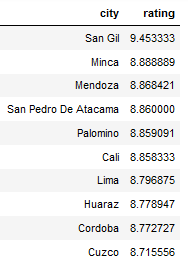 city rating
San Gil 9.453333
Minca 8.888889
Mendoza 8.868421
San Pedro De Atacama 8.860000
Palomino 8.859091
Cali 8.858333
Lima 8.796875
Huaraz 8.778947
Cordoba 8.772727
Cuzco 8.715556